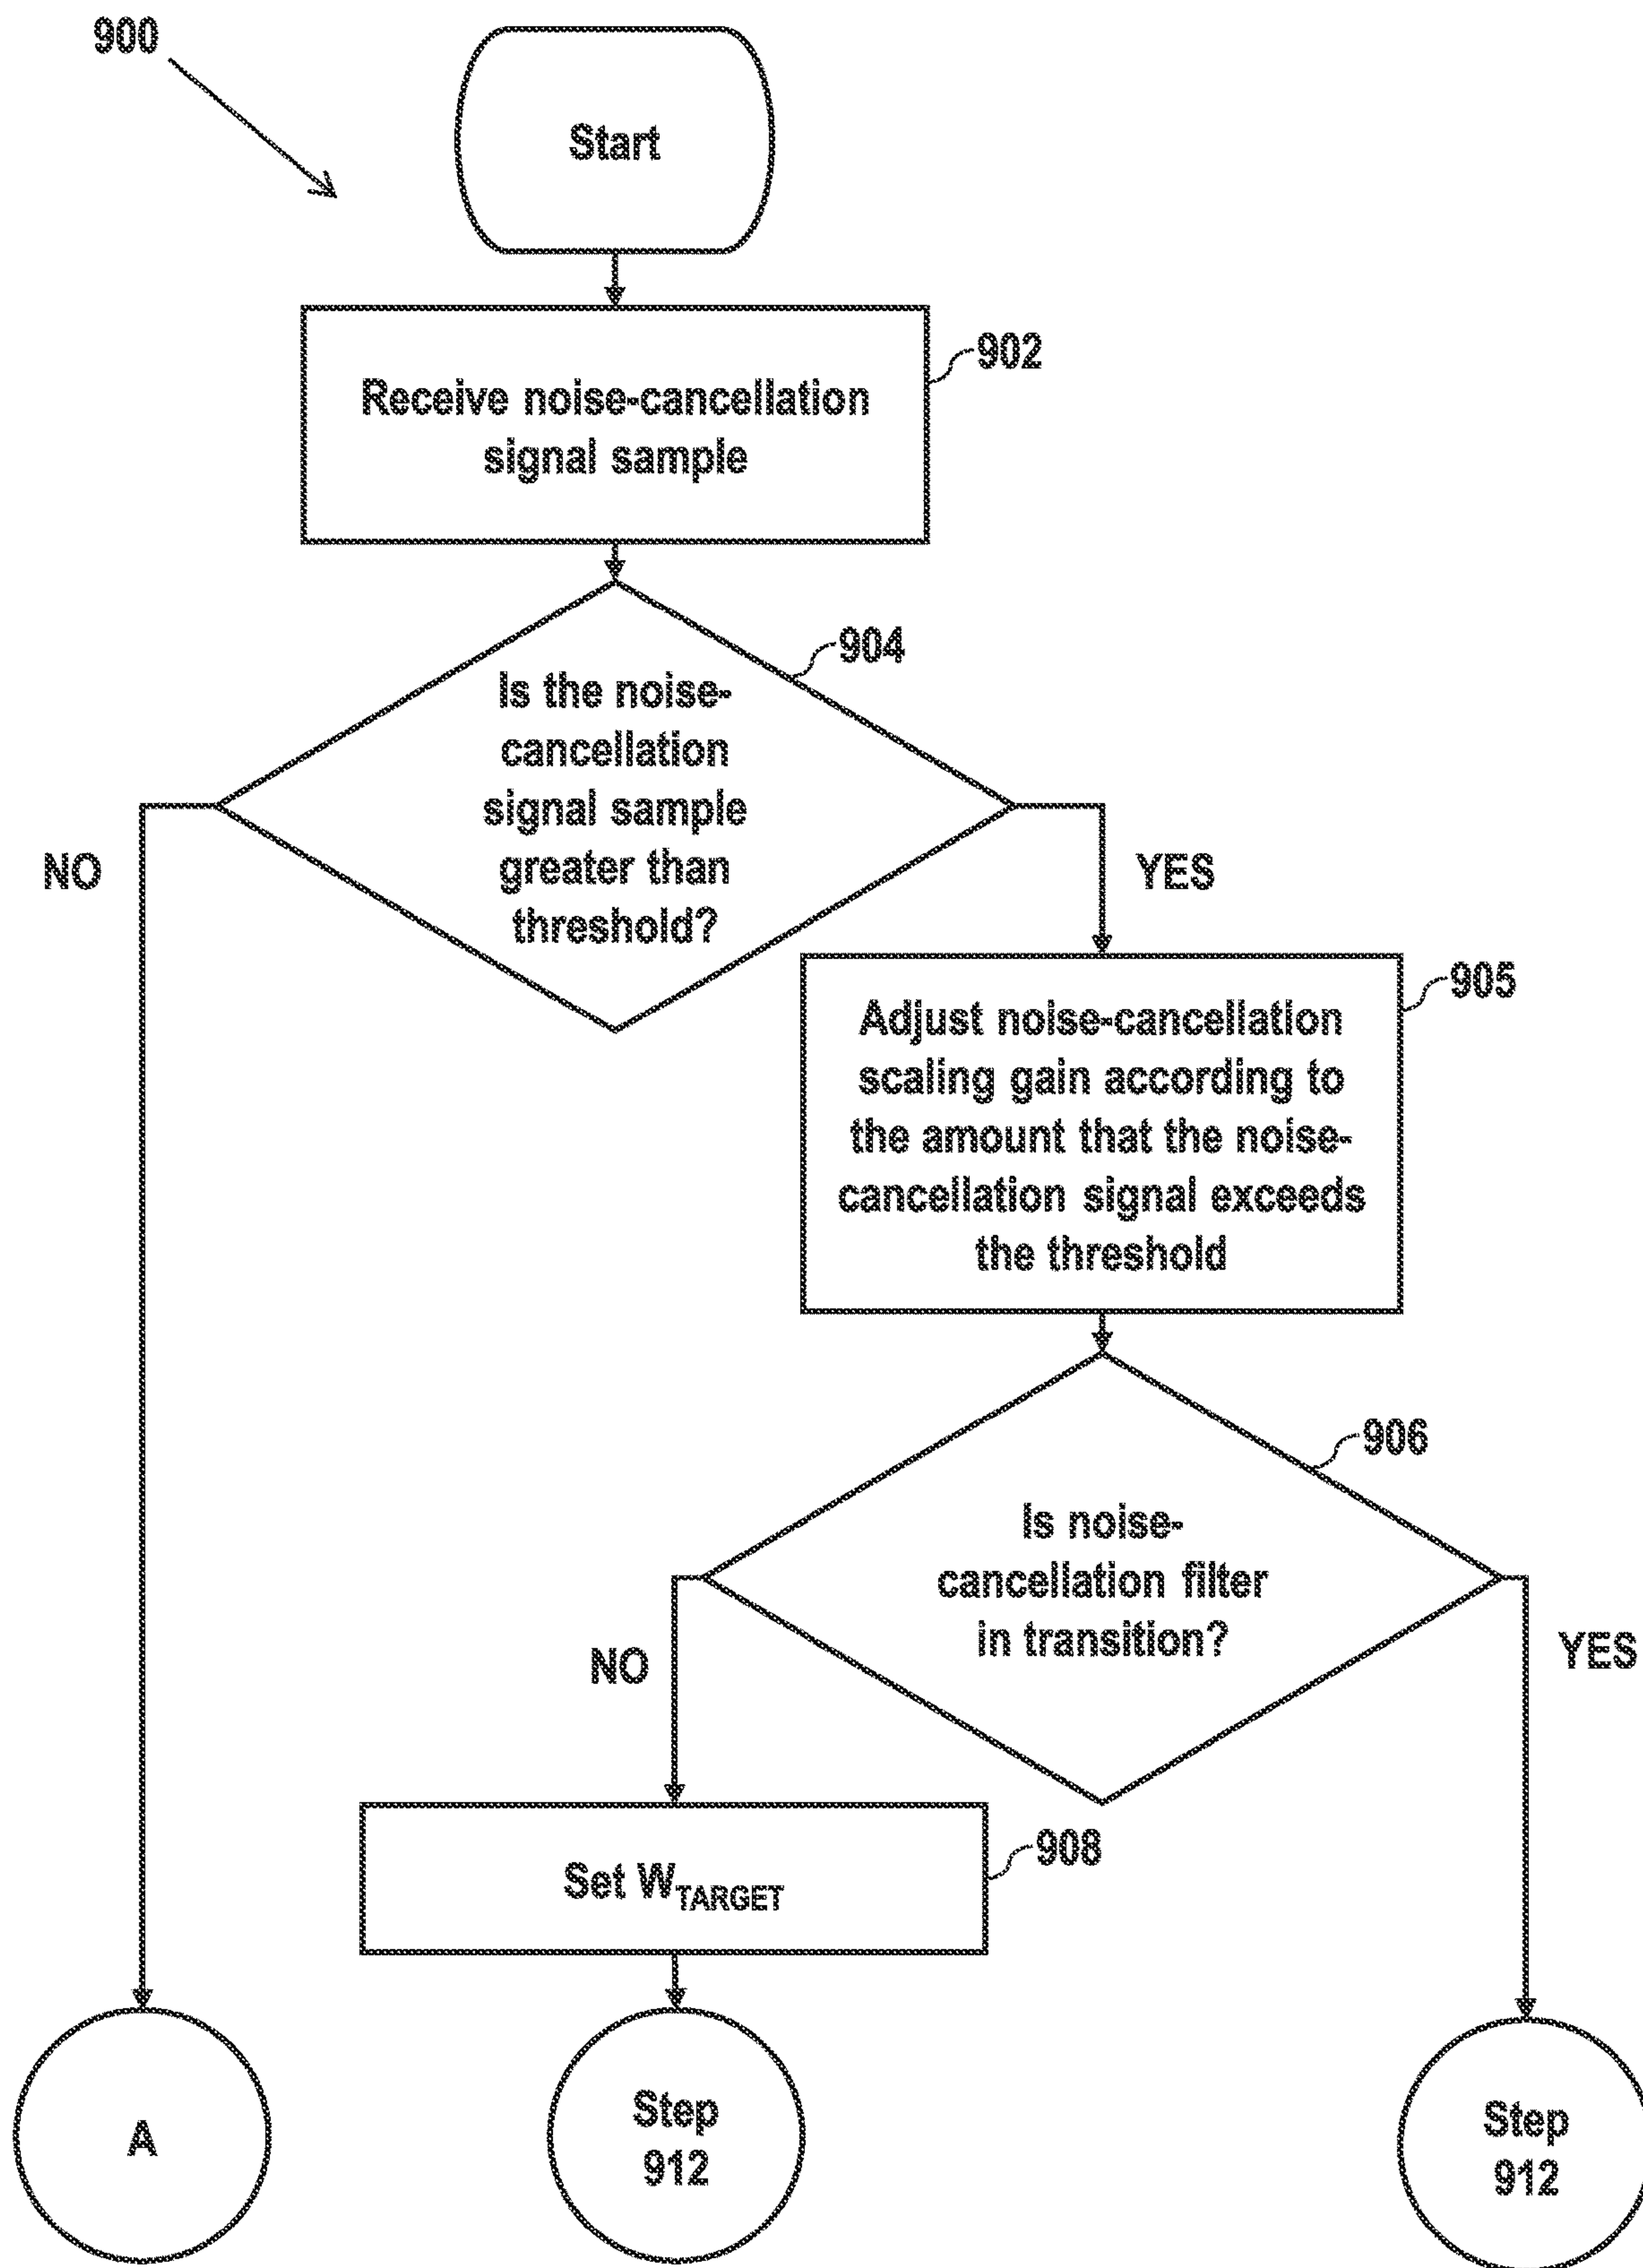 900
Start
Receive noise-cancellation
signal sample
902
Is the noise-
cancellation
signal sample
greater than
threshold?
904
NO
YES
Adjust noise-cancellation
scaling gain according to
the amount that the noise-
cancellation signal exceeds
the threshold
905
Is noise-
cancellation filter
in transition?
906
NO
YES
Set W_TARGET
908
A
Step
912
Step
912